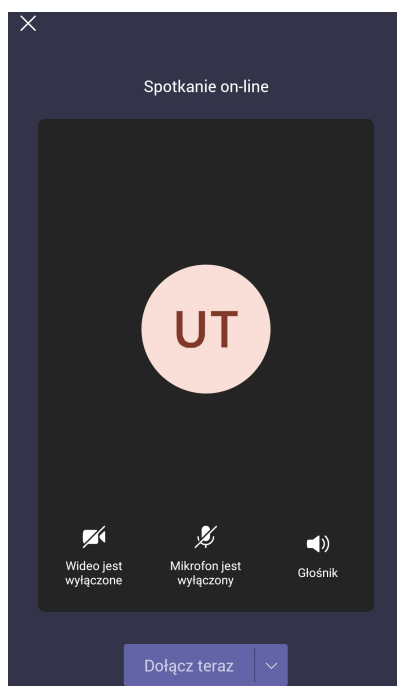 Spotkanie on-line
UT
Wideo jest
wyłączone
Mikrofon jest
wyłączony
Głośnik
Dołącz teraz